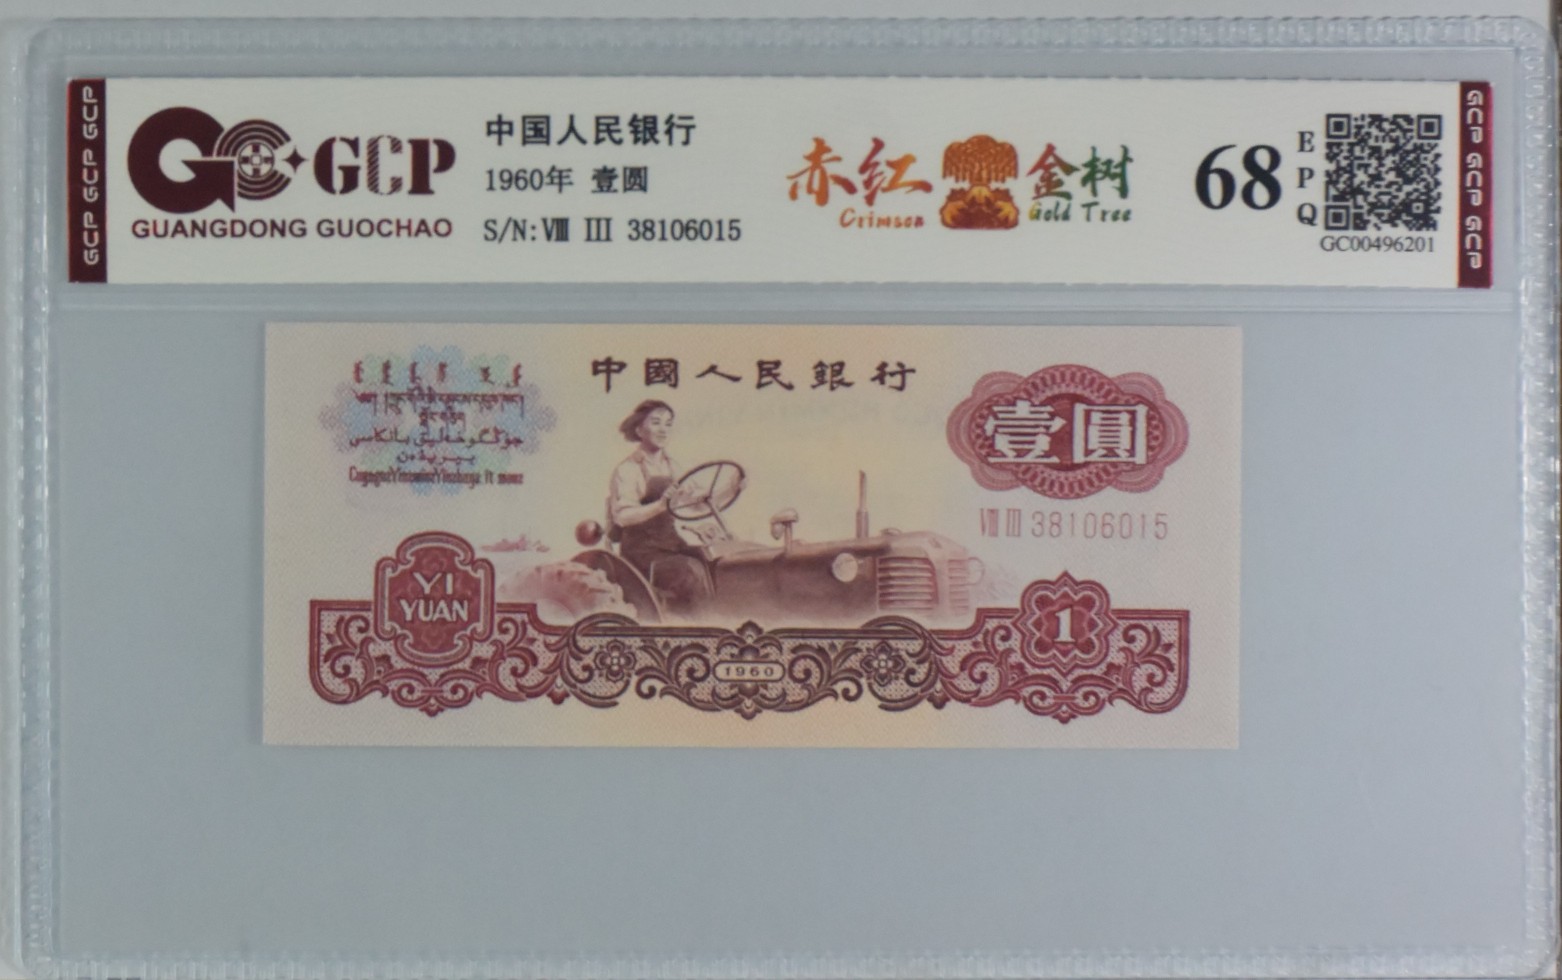 GCP GCP GCP
GCP
GUANGDONG GUOCHAO
中国人民银行
1960年 壹圆
S/N:Ⅷ III 38106015
赤红 金树
Crimson Gold Tree
68
EPQ
GC00496201
GCP GCP GCP
中國人民銀行
壹圓
Ⅷ III 38106015
YI
YUAN
1960
1